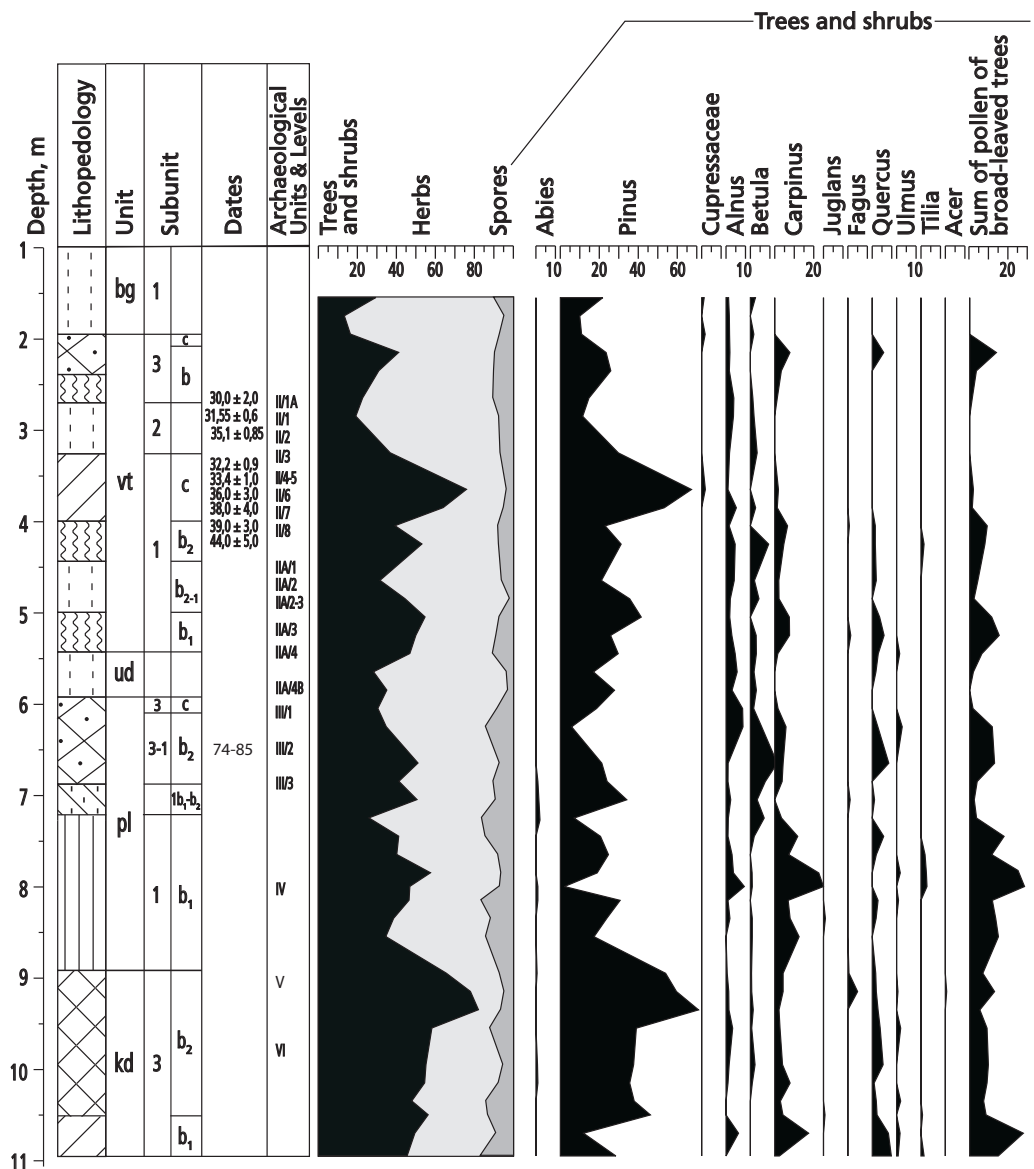 Trees and shrubs
Depth, m
Lithopedology
Unit
Subunit
Dates
Archaeological
Units & Levels
Trees
and shrubs
Herbs
Spores
Abies
Pinus
Cupressaceae
Alnus
Betula
Carpinus
Juglans
Fagus
Quercus
Ulmus
Tilia
Acer
Sum of pollen of
broad-leaved trees
20 40 60 80 10 20 40 60 10 20 10 20
1
2
3
4
5
6
7
8
9
10
11
bg
vt
ud
pl
kd
1
3
2
1
3
3-1
1
3
c
b
c
b2
b2-1
b1
c
b2
1b1-b2
b1
b2
b1
30,0 ± 2,0
31,55 ± 0,6
35,1 ± 0,85
32,2 ± 0,9
33,4 ± 1,0
36,0 ± 3,0
38,0 ± 4,0
39,0 ± 3,0
44,0 ± 5,0
74-85
II/1A
II/1
II/2
II/3
II/4-5
II/6
II/7
II/8
IIA/1
IIA/2
IIA/2-3
IIA/3
IIA/4
IIA/4B
III/1
III/2
III/3
IV
V
VI